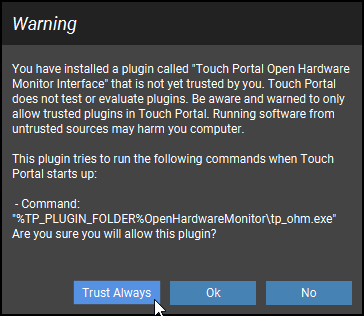 Warning
You have installed a plugin called "Touch Portal Open Hardware
Monitor Interface" that is not yet trusted by you. Touch Portal
does not test or evaluate plugins. Be aware and warned to only
allow trusted plugins in Touch Portal. Running software from
untrusted sources may harm you computer.
This plugin tries to run the following commands when Touch
Portal starts up:
- Command:
"%TP_PLUGIN_FOLDER%OpenHardwareMonitor\tp_ohm.exe"
Are you sure you will allow this plugin?
Trust Always
Ok
No